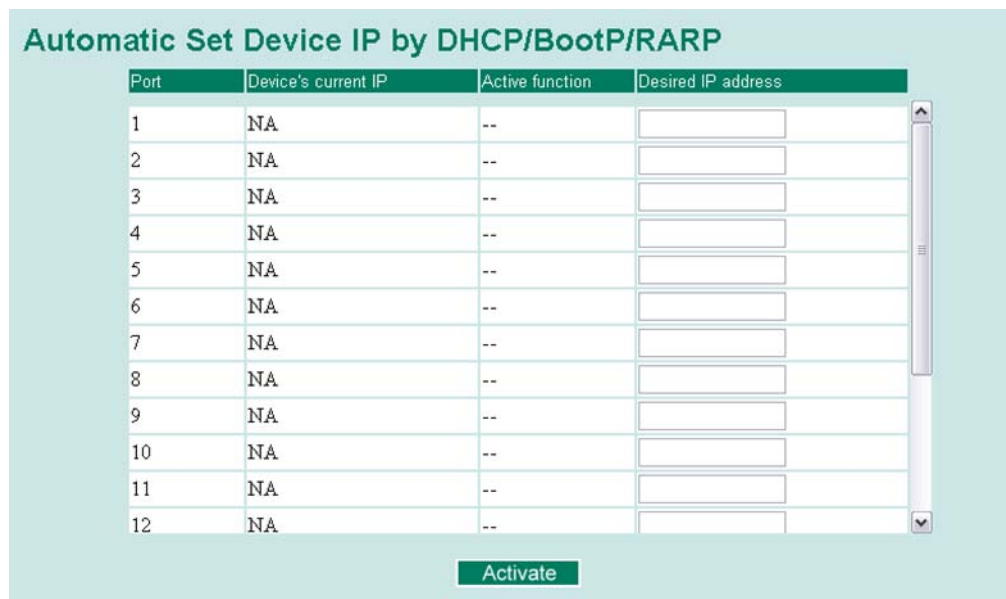 Automatic Set Device IP by DHCP/BootP/RARP
Port Device's current IP Active function Desired IP address
1 NA --
2 NA --
3 NA --
4 NA --
5 NA --
6 NA --
7 NA --
8 NA --
9 NA --
10 NA --
11 NA --
12 NA --
Activate